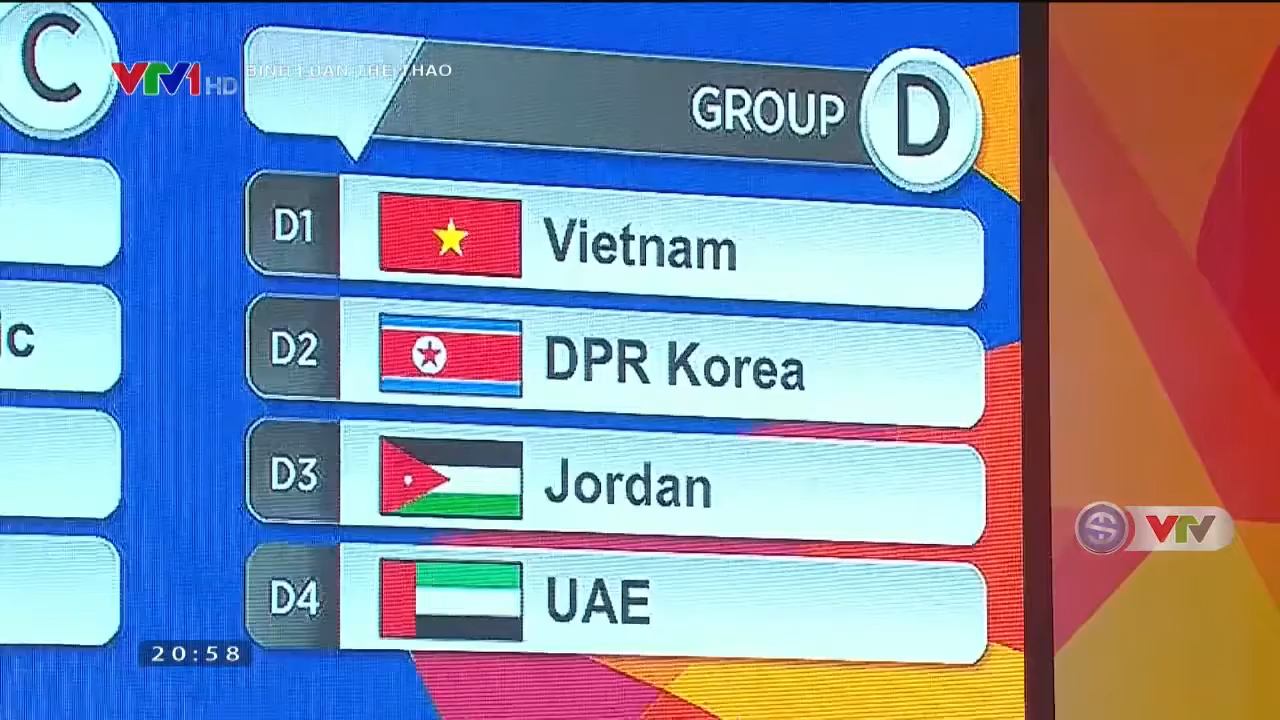 C
VTV1 HD
BÌNH LUẬN THỂ THAO
GROUP D
D1 Vietnam
D2 DPR Korea
D3 Jordan
D4 UAE
VTV
20:58